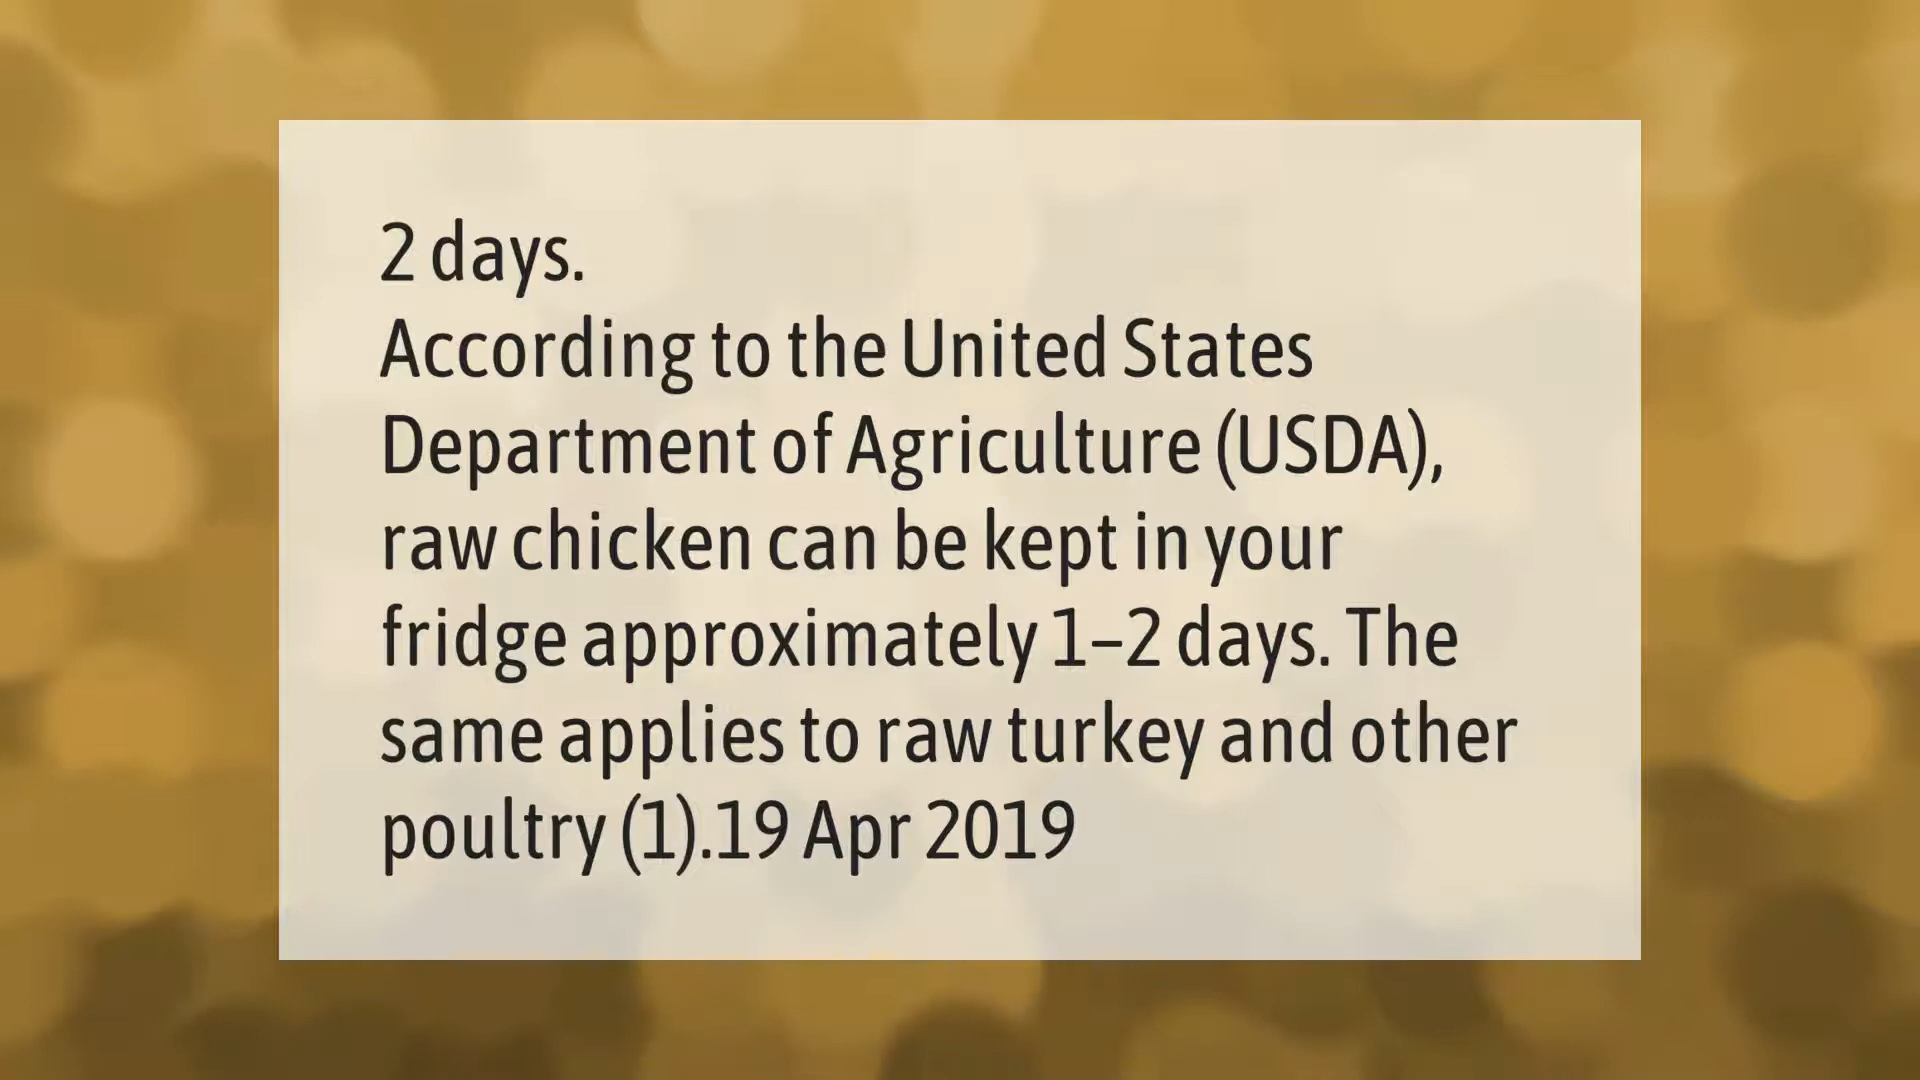 2 days.
According to the United States
Department of Agriculture (USDA),
raw chicken can be kept in your
fridge approximately 1–2 days. The
same applies to raw turkey and other
poultry (1).19 Apr 2019